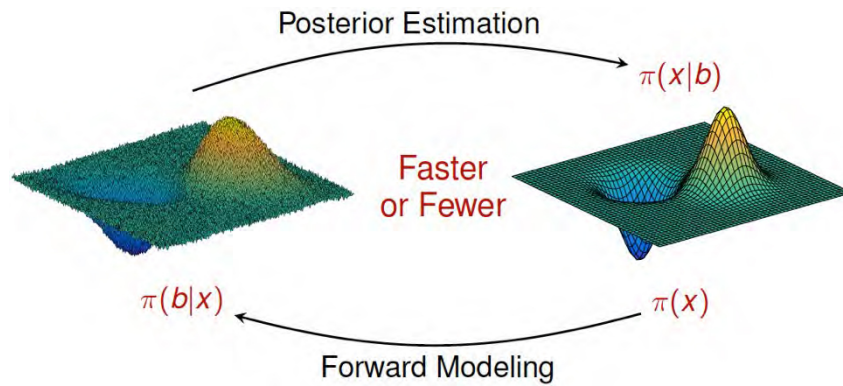 Posterior Estimation
π(x|b)
Faster
or Fewer
π(b|x)
π(x)
Forward Modeling